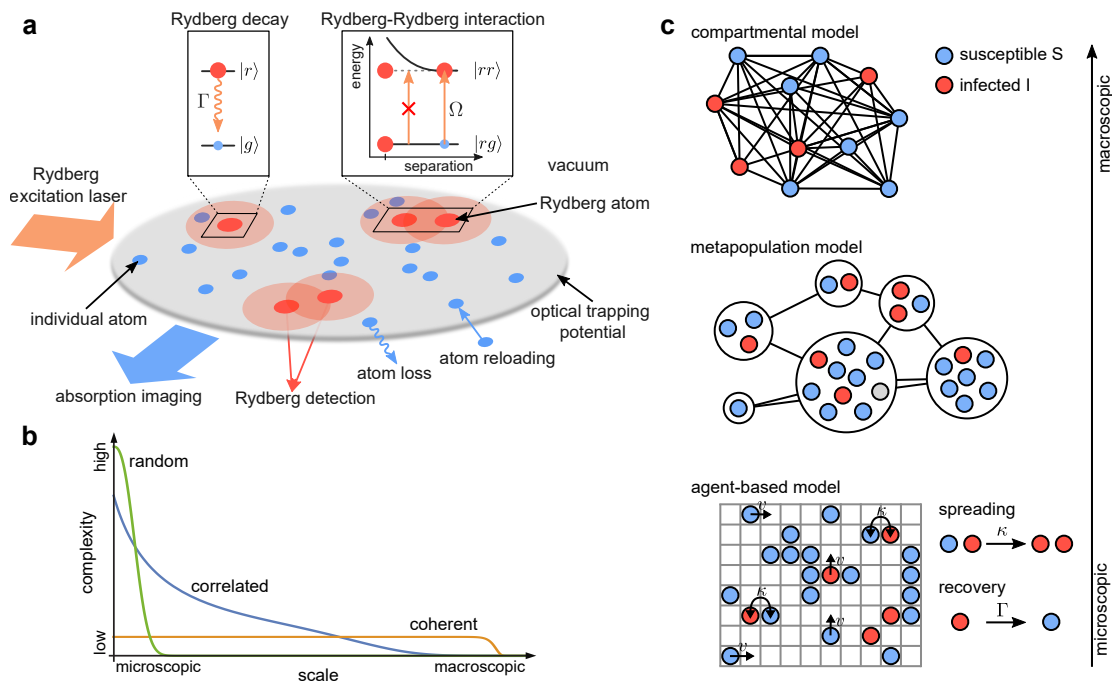 a
Rydberg decay
|r⟩
Γ
|g⟩
Rydberg-Rydberg interaction
energy
|rr⟩
Ω
|rg⟩
separation
vacuum
Rydberg
excitation laser
Rydberg atom
individual atom
optical trapping
potential
atom reloading
atom loss
absorption imaging
Rydberg detection
b
high
complexity
low
random
correlated
coherent
microscopic
macroscopic
scale
c
compartmental model
susceptible S
infected I
macroscopic
metapopulation model
agent-based model
v
κ
v
κ
v
v
spreading
κ
recovery
Γ
microscopic